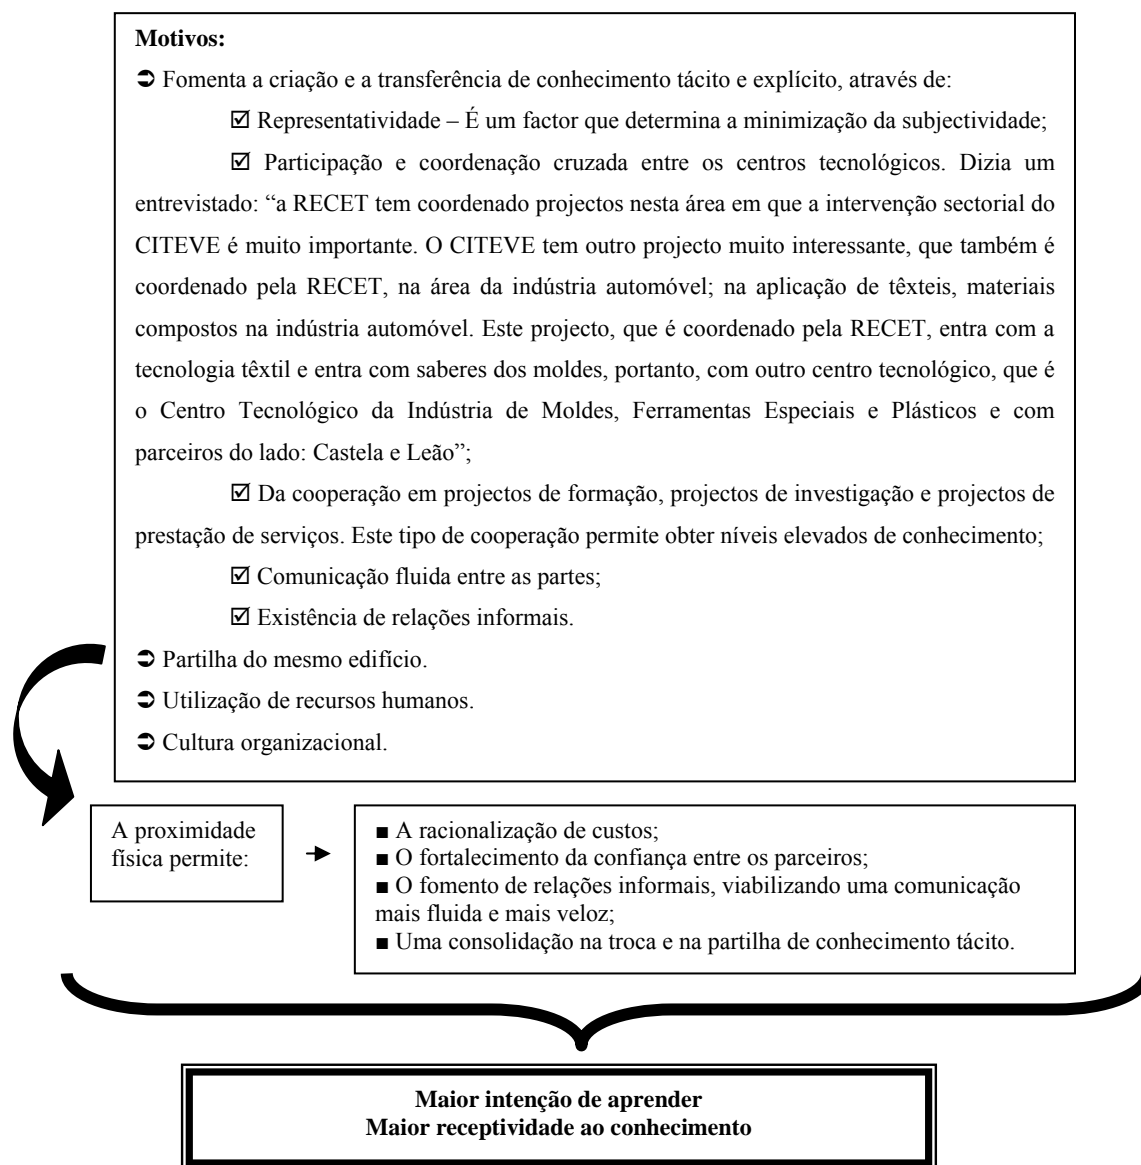 Motivos:
➲ Fomenta a criação e a transferência de conhecimento tácito e explícito, através de:
☑ Representatividade – É um factor que determina a minimização da subjectividade;
☑ Participação e coordenação cruzada entre os centros tecnológicos. Dizia um
entrevistado: “a RECET tem coordenado projectos nesta área em que a intervenção sectorial do
CITEVE é muito importante. O CITEVE tem outro projecto muito interessante, que também é
coordenado pela RECET, na área da indústria automóvel; na aplicação de têxteis, materiais
compostos na indústria automóvel. Este projecto, que é coordenado pela RECET, entra com a
tecnologia têxtil e entra com saberes dos moldes, portanto, com outro centro tecnológico, que é
o Centro Tecnológico da Indústria de Moldes, Ferramentas Especiais e Plásticos e com
parceiros do lado: Castela e Leão”;
☑ Da cooperação em projectos de formação, projectos de investigação e projectos de
prestação de serviços. Este tipo de cooperação permite obter níveis elevados de conhecimento;
☑ Comunicação fluida entre as partes;
☑ Existência de relações informais.
➲ Partilha do mesmo edifício.
➲ Utilização de recursos humanos.
➲ Cultura organizacional.
A proximidade
física permite:
■ A racionalização de custos;
■ O fortalecimento da confiança entre os parceiros;
■ O fomento de relações informais, viabilizando uma comunicação
mais fluida e mais veloz;
■ Uma consolidação na troca e na partilha de conhecimento tácito.
Maior intenção de aprender
Maior receptividade ao conhecimento